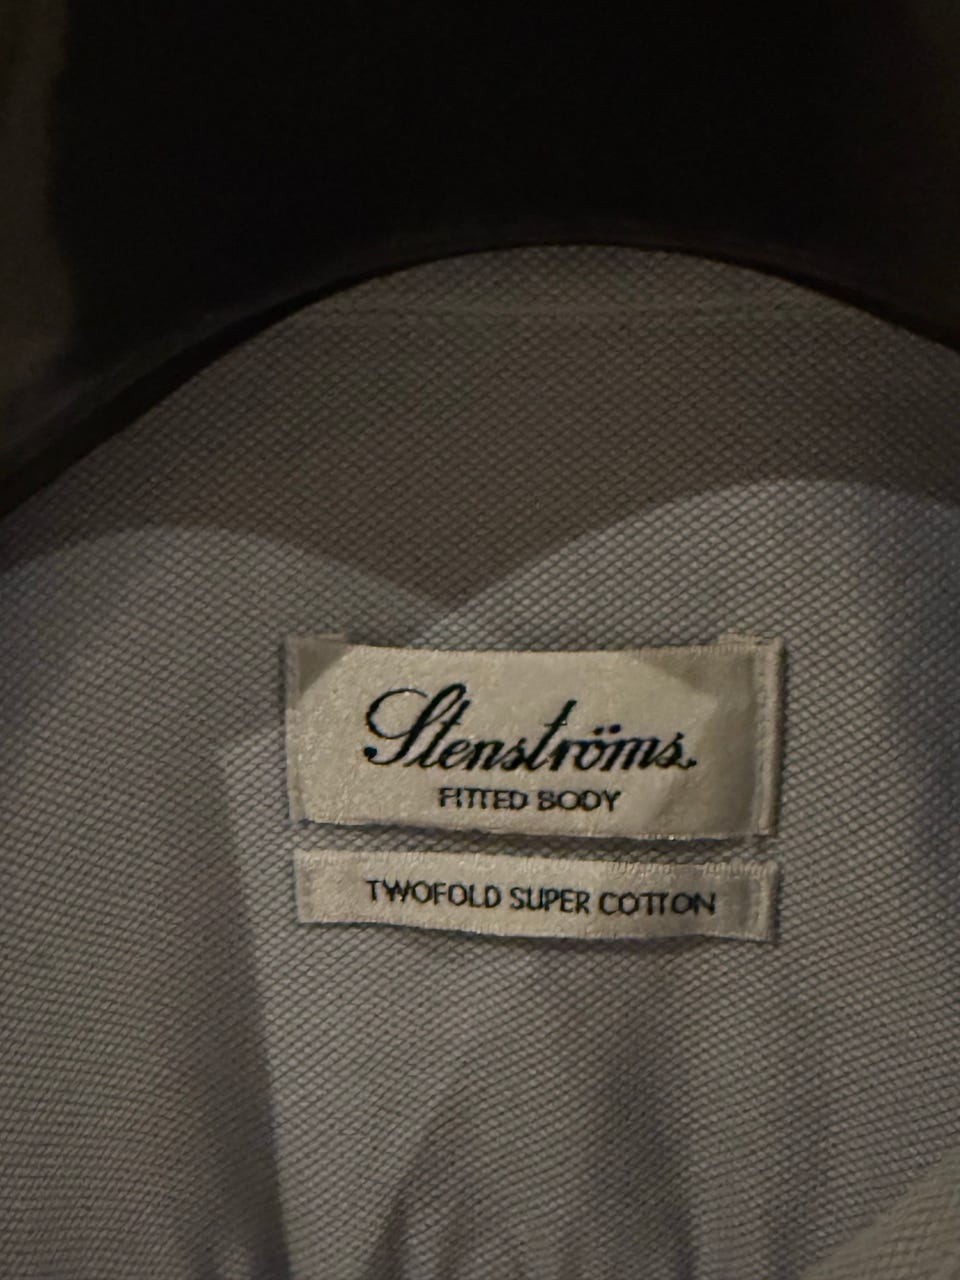 Stenströms.
FITTED BODY
TWOFOLD SUPER COTTON